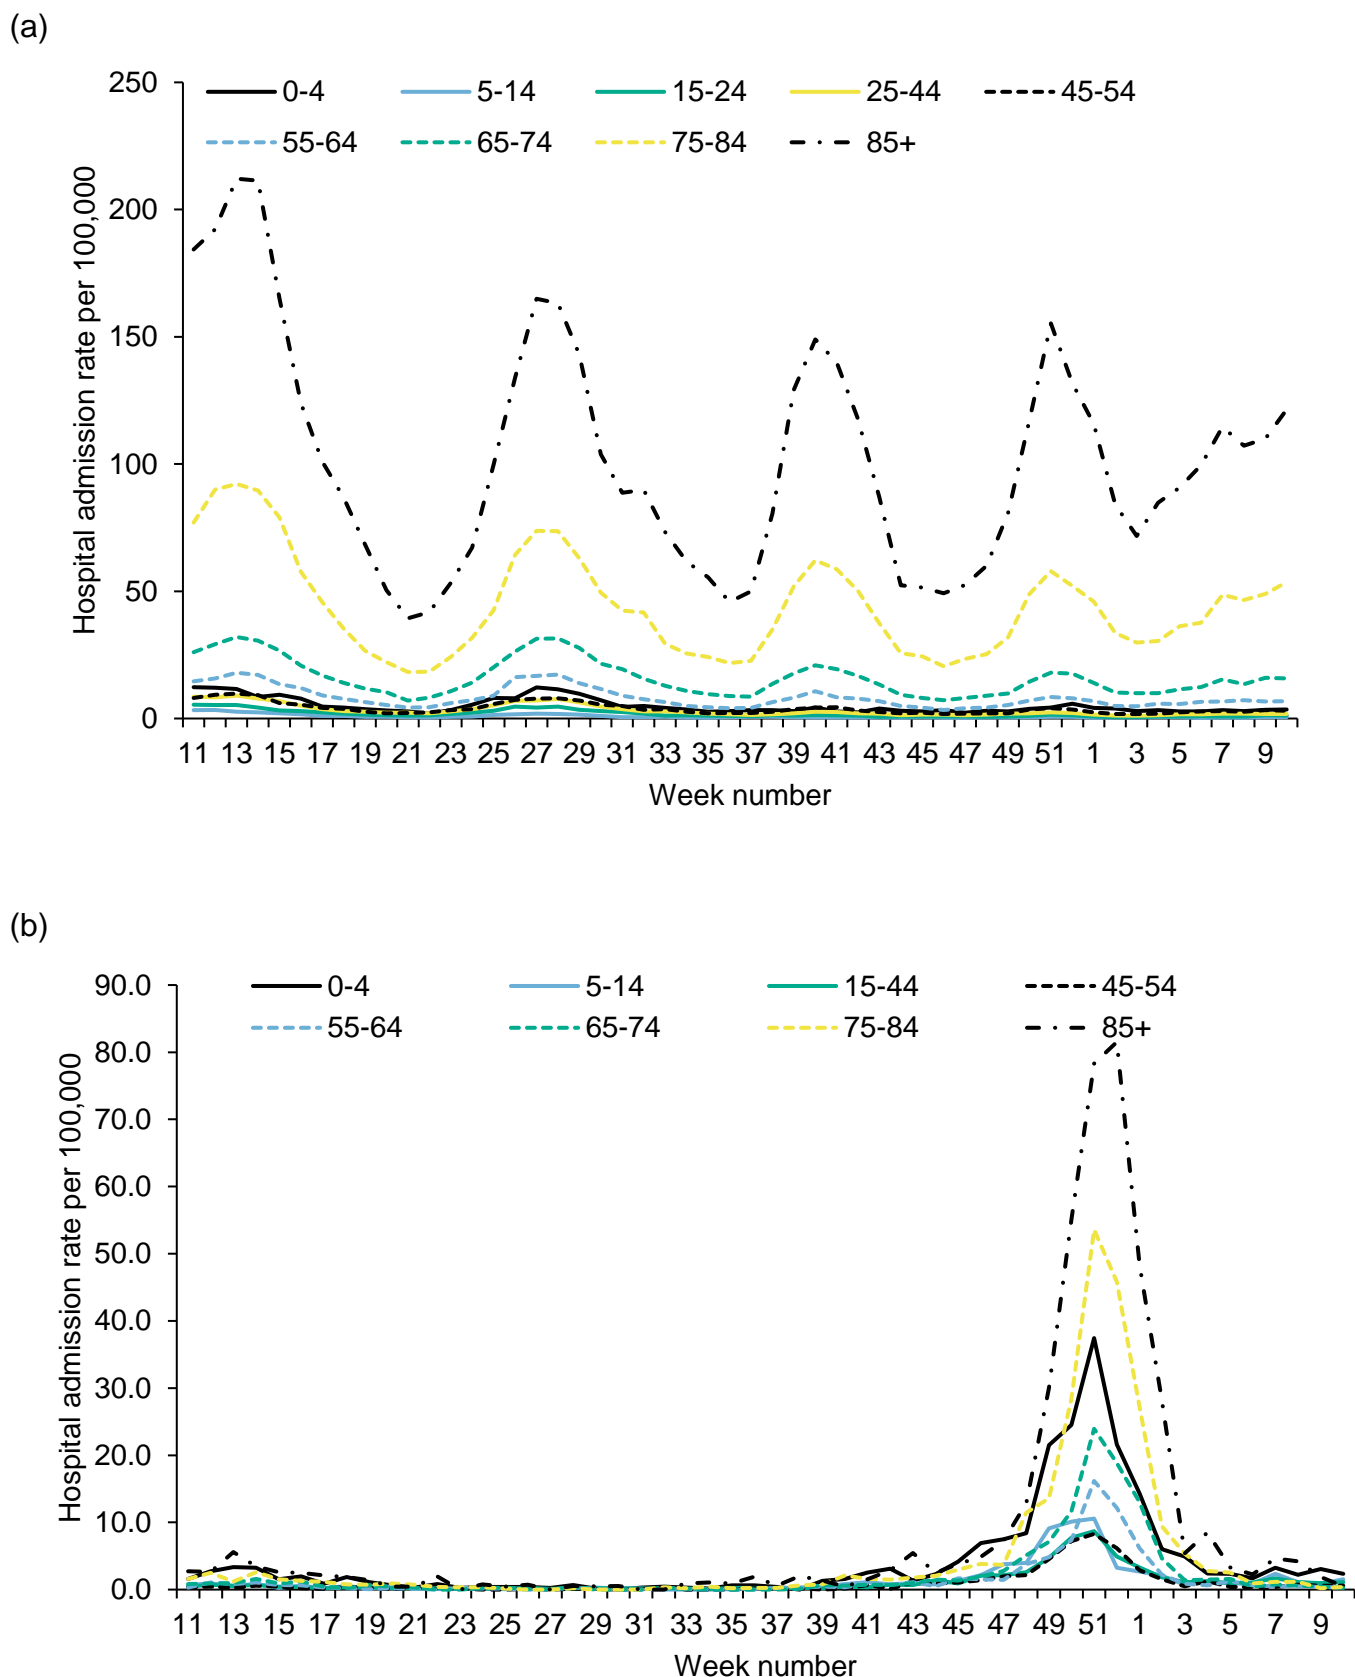 (a)
Hospital admission rate per 100,000
250
200
150
100
50
0
0-4 5-14 15-24 25-44 45-54
55-64 65-74 75-84 85+
11 13 15 17 19 21 23 25 27 29 31 33 35 37 39 41 43 45 47 49 51 1 3 5 7 9
Week number
(b)
Hospital admission rate per 100,000
90.0
80.0
70.0
60.0
50.0
40.0
30.0
20.0
10.0
0.0
0-4 5-14 15-44 45-54
55-64 65-74 75-84 85+
11 13 15 17 19 21 23 25 27 29 31 33 35 37 39 41 43 45 47 49 51 1 3 5 7 9
Week number